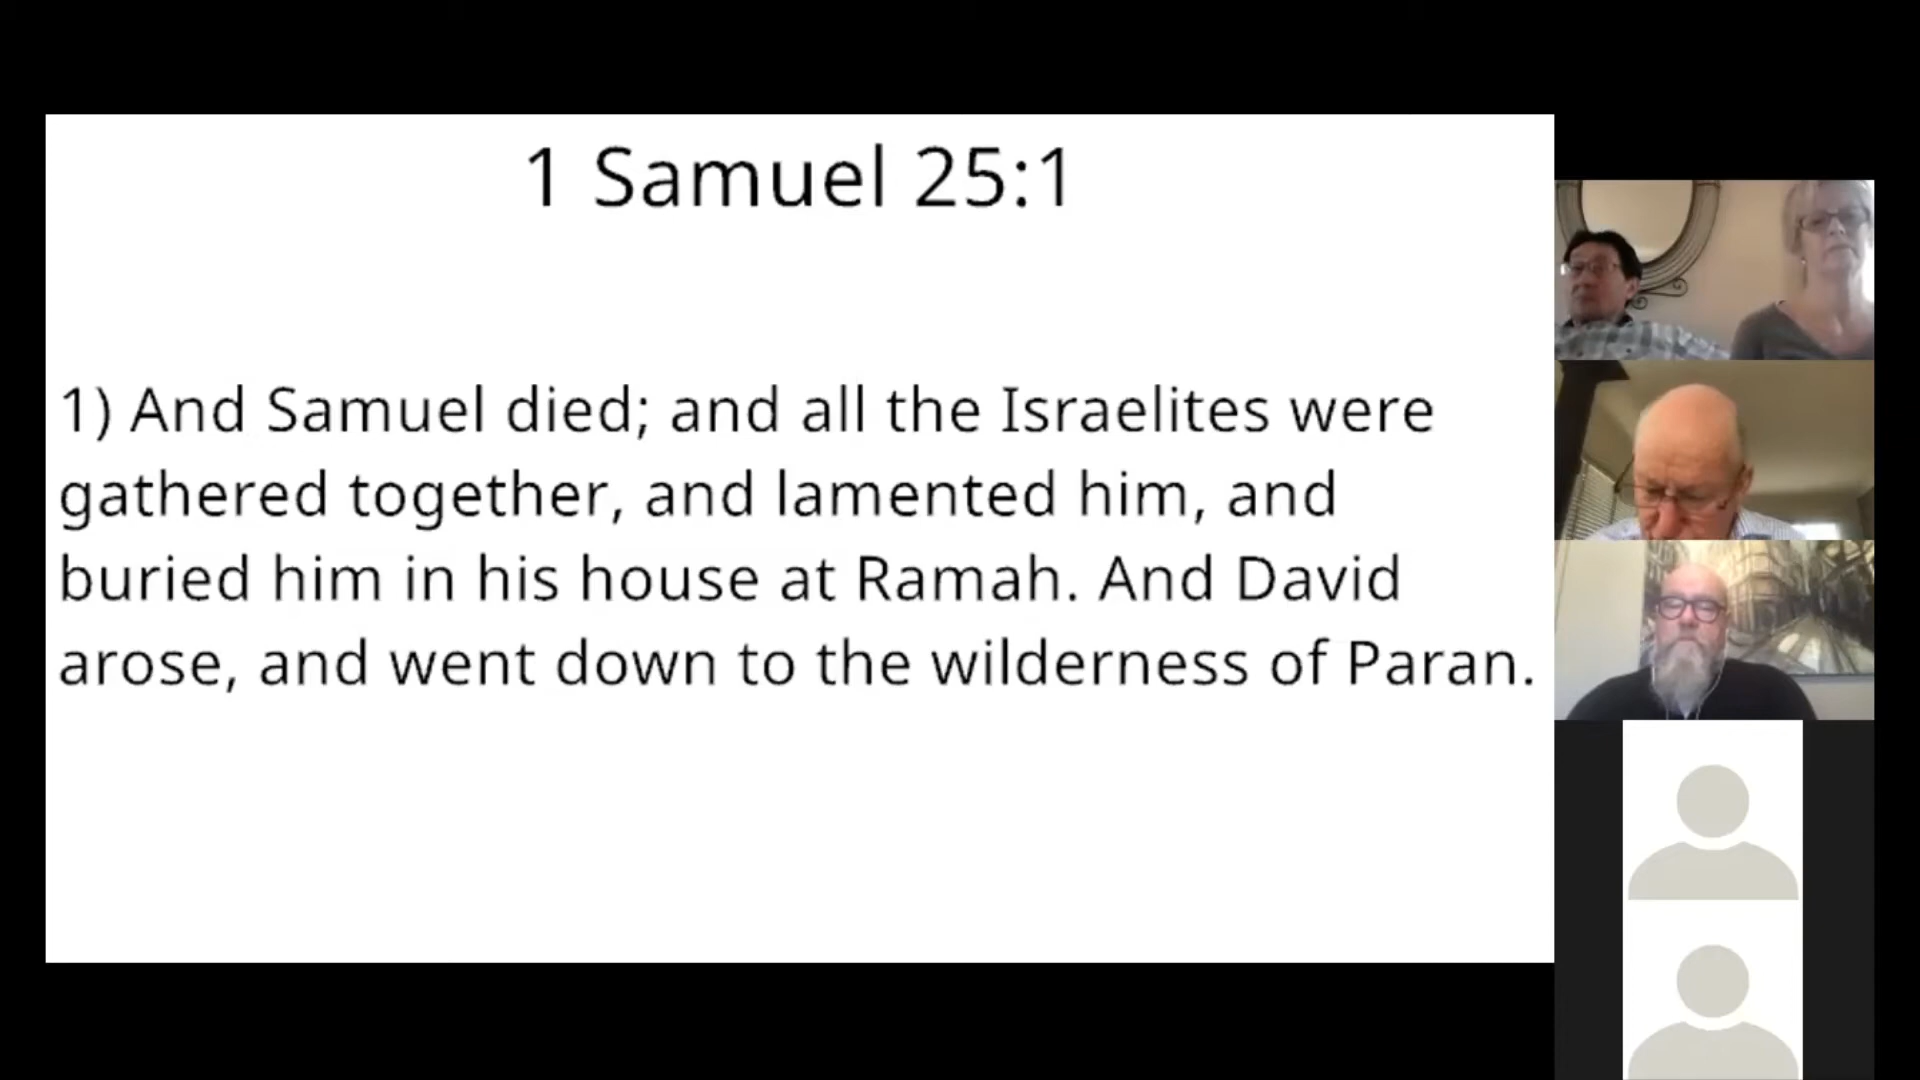 1 Samuel 25:1
1) And Samuel died; and all the Israelites were
gathered together, and lamented him, and
buried him in his house at Ramah. And David
arose, and went down to the wilderness of Paran.